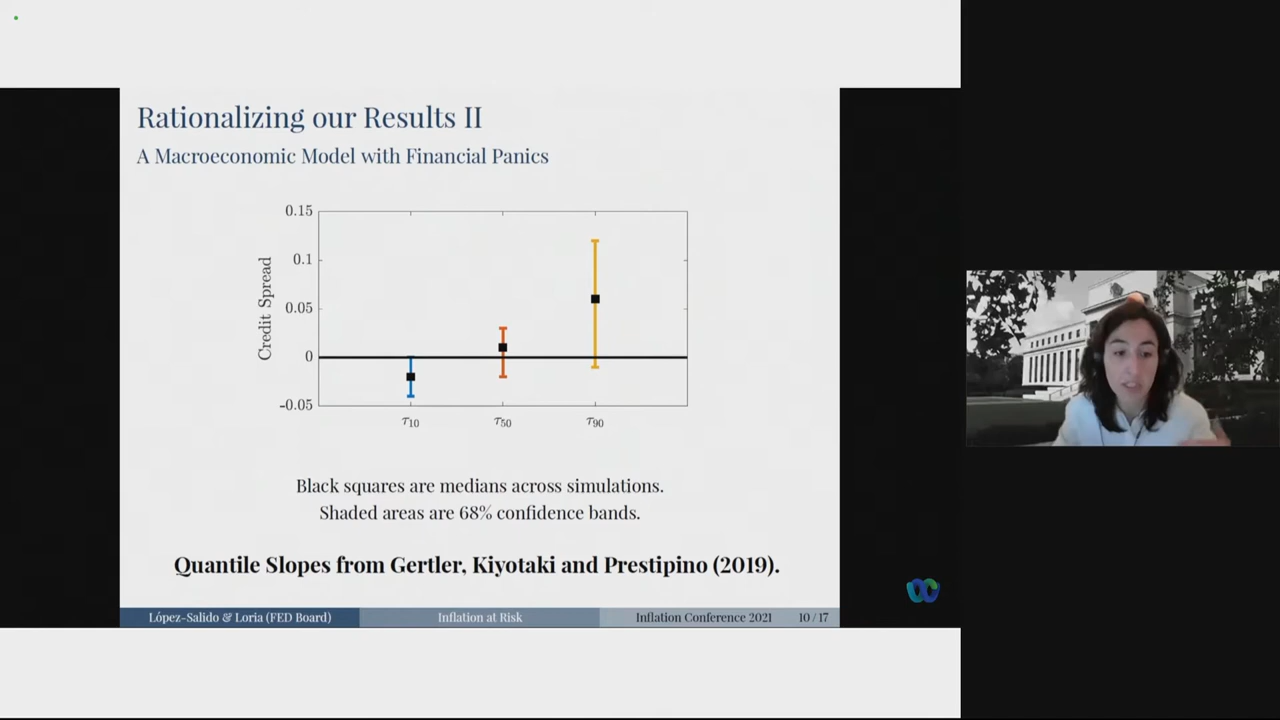 Rationalizing our Results II
A Macroeconomic Model with Financial Panics
0.15
0.1
0.05
0
-0.05
Credit Spread
τ10
τ50
τ90
Black squares are medians across simulations.
Shaded areas are 68% confidence bands.
Quantile Slopes from Gertler, Kiyotaki and Prestipino (2019).
López-Salido & Loria (FED Board)
Inflation at Risk
Inflation Conference 2021
10 / 17